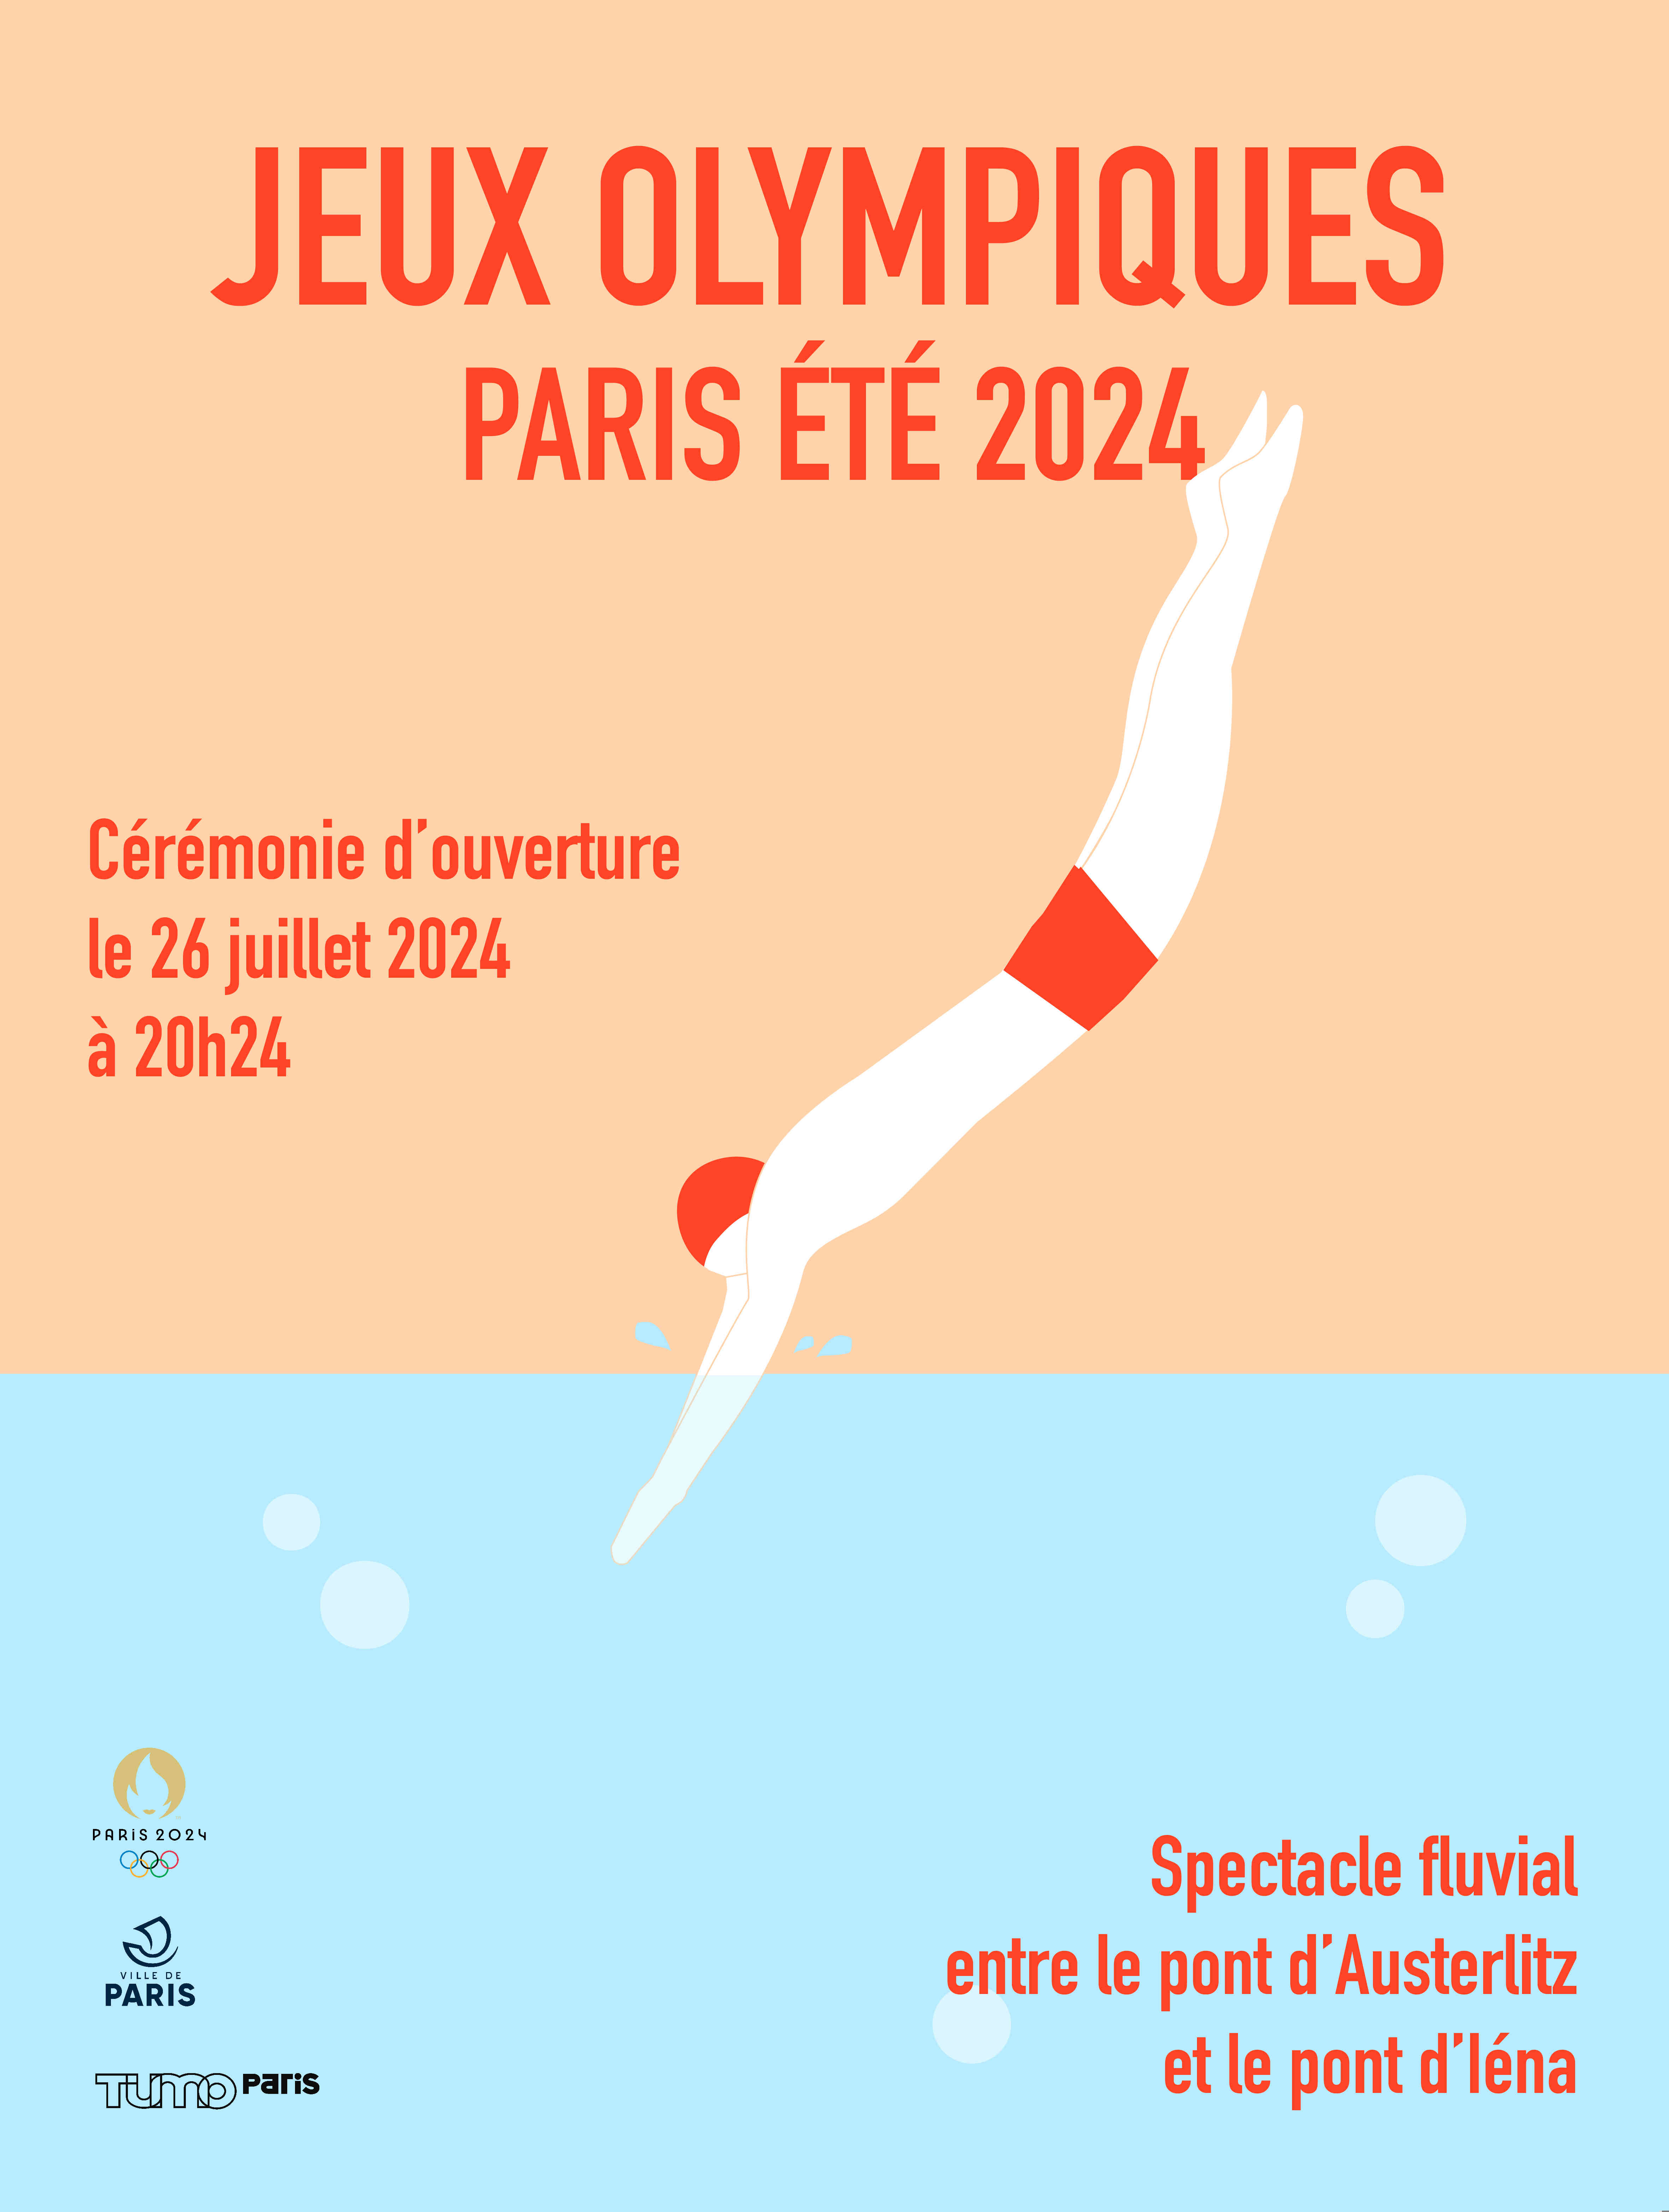 JEUX OLYMPIQUES
PARIS ÉTÉ 2024
Cérémonie d’ouverture
le 26 juillet 2024
à 20h24
PARIS 2024
VILLE DE
PARIS
TUMO PARIS
Spectacle fluvial
entre le pont d’Austerlitz
et le pont d’Iéna